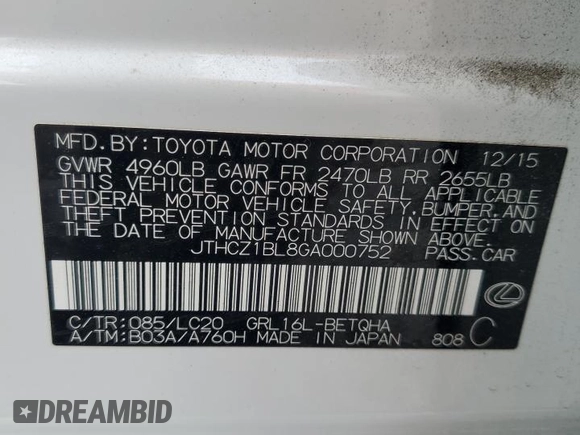 MFD.BY:TOYOTA MOTOR CORPORATION 12/15
GVWR 4960LB GAWR FR 2470LB RR 2655LB
THIS VEHICLE CONFORMS TO ALL APPLICABLE
FEDERAL MOTOR VEHICLE SAFETY,BUMPER,AND
THEFT PREVENTION STANDARDS IN EFFECT ON
THE DATE OF MANUFACTURE SHOWN ABOVE.
JTHCZ1BL8GA000752 PASS.CAR
C/TR:085/LC20 GRL16L-BETQHA C
A/TM:B03A/A760H MADE IN JAPAN 808
DREAMBID